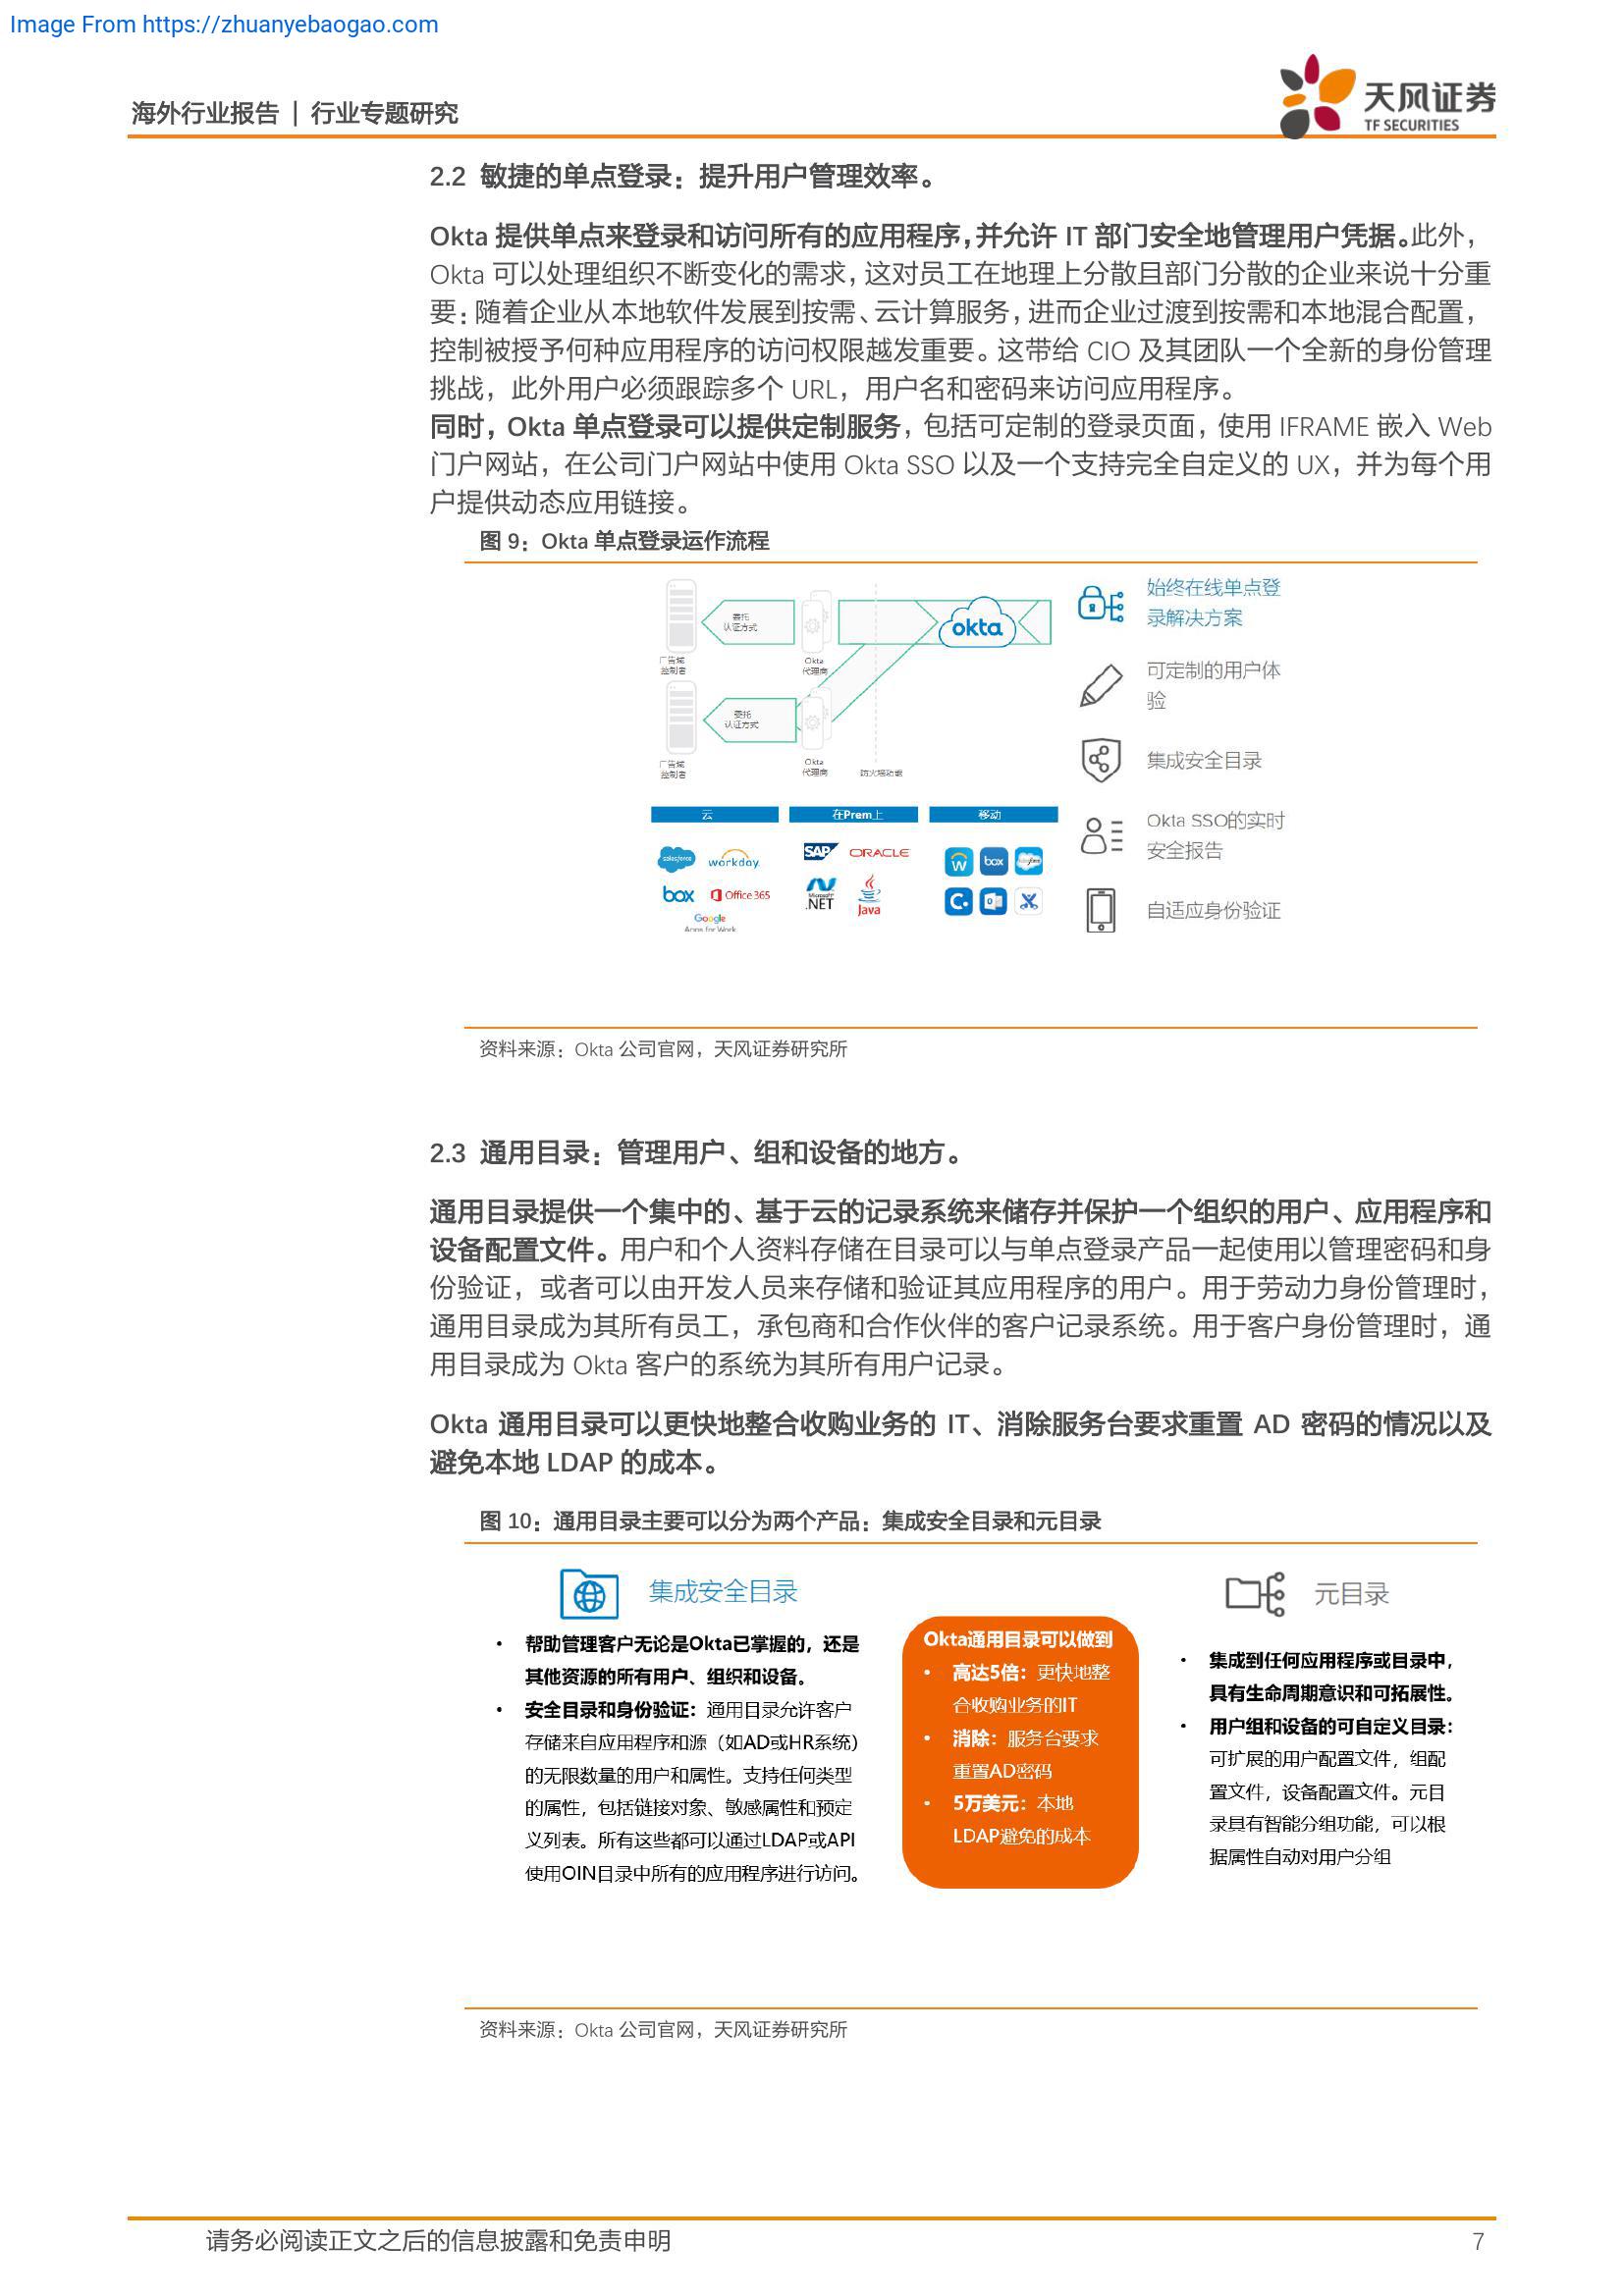 Image From https://zhuanyebaogao.com
海外行业报告 | 行业专题研究
天风证券
TF SECURITIES
2.2 敏捷的单点登录：提升用户管理效率。
Okta 提供单点来登录和访问所有的应用程序，并允许 IT 部门安全地管理用户凭据。此外，
Okta 可以处理组织不断变化的需求，这对员工在地理上分散且部门分散的企业来说十分重
要：随着企业从本地软件发展到按需、云计算服务，进而企业过渡到按需和本地混合配置，
控制被授予何种应用程序的访问权限越发重要。这带给 CIO 及其团队一个全新的身份管理
挑战，此外用户必须跟踪多个 URL，用户名和密码来访问应用程序。
同时，Okta 单点登录可以提供定制服务，包括可定制的登录页面，使用 IFRAME 嵌入 Web
门户网站，在公司门户网站中使用 Okta SSO 以及一个支持完全自定义的 UX，并为每个用
户提供动态应用链接。
图 9：Okta 单点登录运作流程
委托
认证方式
广告域
控制者
Okta
代理商
okta
委托
认证方式
广告域
控制者
Okta
代理商
始终在线单点登
录解决方案
可定制的用户体
验
集成安全目录
Okta SSO的实时
安全报告
自适应身份验证
云
在Prem上
移动
salesforce
workday.
box
Office 365
Google
Apps for Work
SAP
ORACLE
Microsoft
.NET
Java
W
box
salesforce
资料来源：Okta 公司官网，天风证券研究所
2.3 通用目录：管理用户、组和设备的地方。
通用目录提供一个集中的、基于云的记录系统来储存并保护一个组织的用户、应用程序和
设备配置文件。用户和个人资料存储在目录可以与单点登录产品一起使用以管理密码和身
份验证，或者可以由开发人员来存储和验证其应用程序的用户。用于劳动力身份管理时，
通用目录成为其所有员工，承包商和合作伙伴的客户记录系统。用于客户身份管理时，通
用目录成为 Okta 客户的系统为其所有用户记录。
Okta 通用目录可以更快地整合收购业务的 IT、消除服务台要求重置 AD 密码的情况以及
避免本地 LDAP 的成本。
图 10：通用目录主要可以分为两个产品：集成安全目录和元目录
集成安全目录
• 帮助管理客户无论是Okta已掌握的，还是
其他资源的所有用户、组织和设备。
• 安全目录和身份验证：通用目录允许客户
存储来自应用程序和源（如AD或HR系统）
的无限数量的用户和属性。支持任何类型
的属性，包括链接对象、敏感属性和预定
义列表。所有这些都可以通过LDAP或API
使用OIN目录中所有的应用程序进行访问。
Okta通用目录可以做到
• 高达5倍：更快地整
合收购业务的IT
• 消除：服务台要求
重置AD密码
• 5万美元：本地
LDAP避免的成本
元目录
• 集成到任何应用程序或目录中，
具有生命周期意识和可拓展性。
• 用户组和设备的可自定义目录：
可扩展的用户配置文件，组配
置文件，设备配置文件。元目
录具有智能分组功能，可以根
据属性自动对用户分组
资料来源：Okta 公司官网，天风证券研究所
请务必阅读正文之后的信息披露和免责申明
7